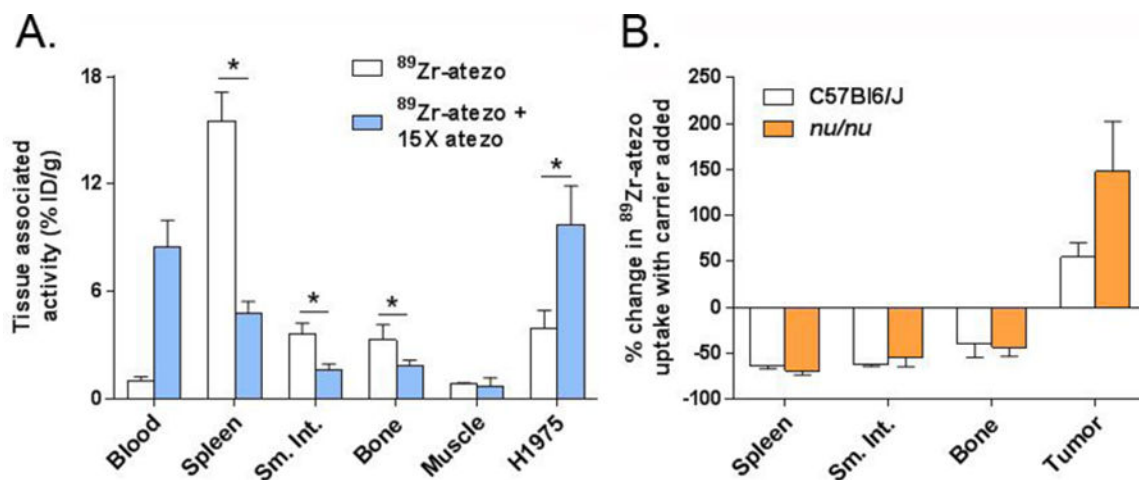 A.
⁸⁹Zr-atezo
⁸⁹Zr-atezo +
15X atezo
Tissue associated
activity (% ID/g)
18
12
6
0
*
*
*
*
Blood
Spleen
Sm. Int.
Bone
Muscle
H1975
B.
C57Bl6/J
nu/nu
% change in ⁸⁹Zr-atezo
uptake with carrier added
250
200
150
100
50
0
-50
-100
Spleen
Sm. Int.
Bone
Tumor